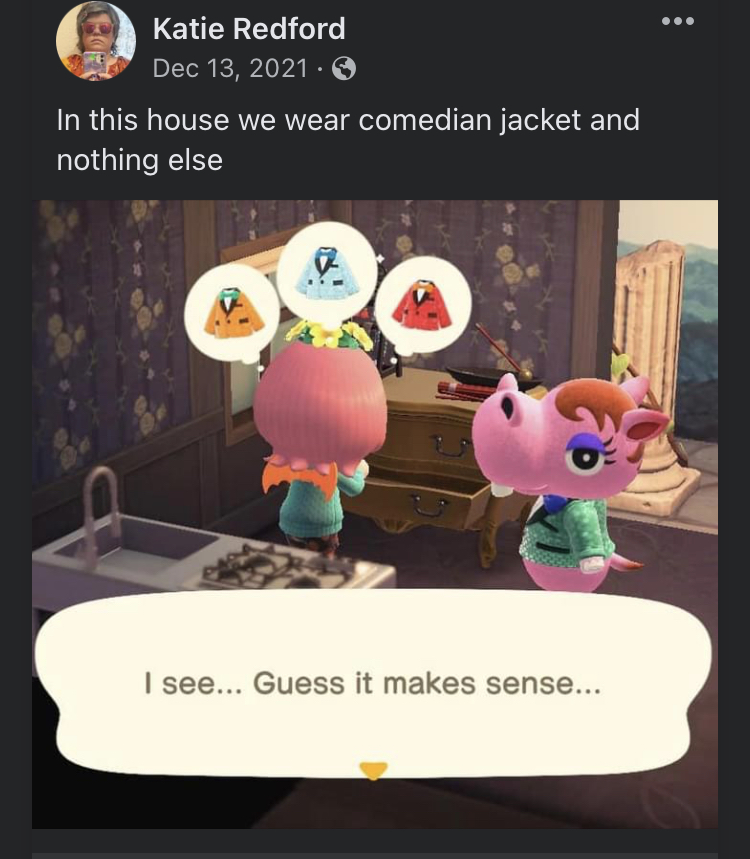 Katie Redford
Dec 13, 2021 ·
In this house we wear comedian jacket and
nothing else
I see... Guess it makes sense...